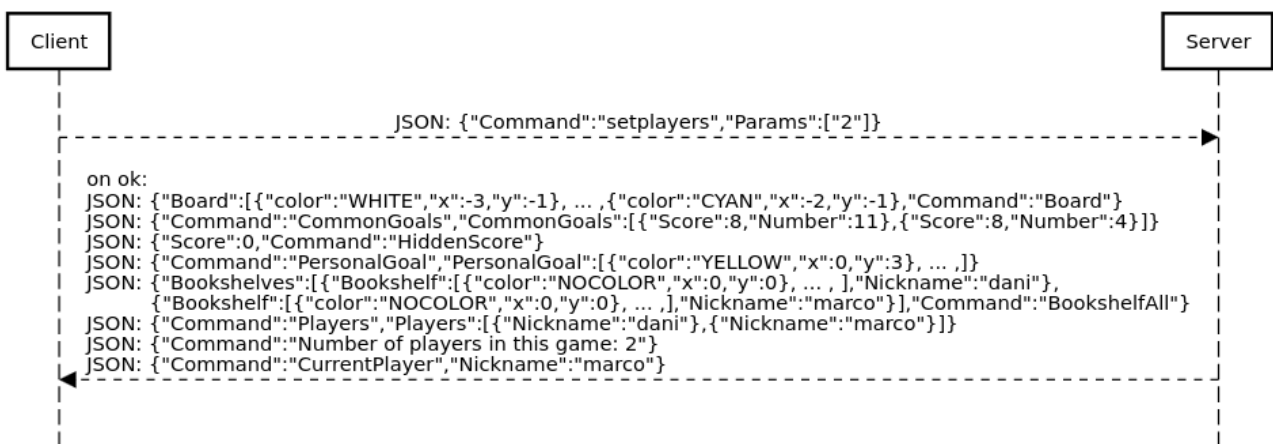 Client
Server
JSON: {"Command":"setplayers","Params":["2"]}
on ok:
JSON: {"Board":[{"color":"WHITE","x":-3,"y":-1}, ... ,{"color":"CYAN","x":-2,"y":-1},"Command":"Board"}
JSON: {"Command":"CommonGoals","CommonGoals":[{"Score":8,"Number":11},{"Score":8,"Number":4}]}
JSON: {"Score":0,"Command":"HiddenScore"}
JSON: {"Command":"PersonalGoal","PersonalGoal":[{"color":"YELLOW","x":0,"y":3}, ... ,]}
JSON: {"Bookshelves":[{"Bookshelf":[{"color":"NOCOLOR","x":0,"y":0}, ... , ],"Nickname":"dani"},
{"Bookshelf":[{"color":"NOCOLOR","x":0,"y":0}, ... ,],"Nickname":"marco"}],"Command":"BookshelfAll"}
JSON: {"Command":"Players","Players":[{"Nickname":"dani"},{"Nickname":"marco"}]}
JSON: {"Command":"Number of players in this game: 2"}
JSON: {"Command":"CurrentPlayer","Nickname":"marco"}